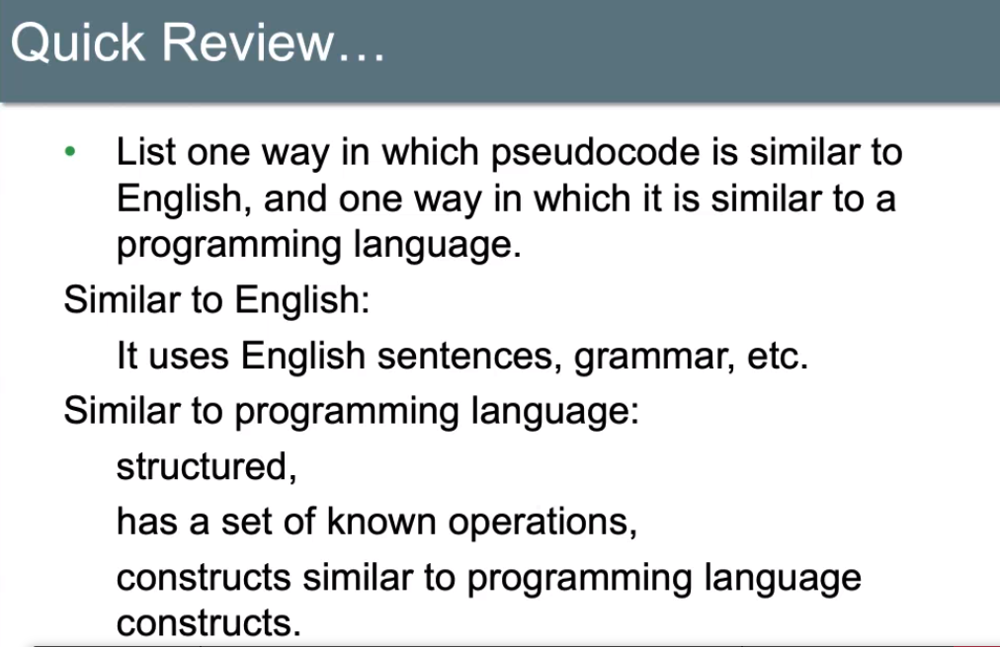 Quick Review…
• List one way in which pseudocode is similar to
English, and one way in which it is similar to a
programming language.
Similar to English:
It uses English sentences, grammar, etc.
Similar to programming language:
structured,
has a set of known operations,
constructs similar to programming language
constructs.